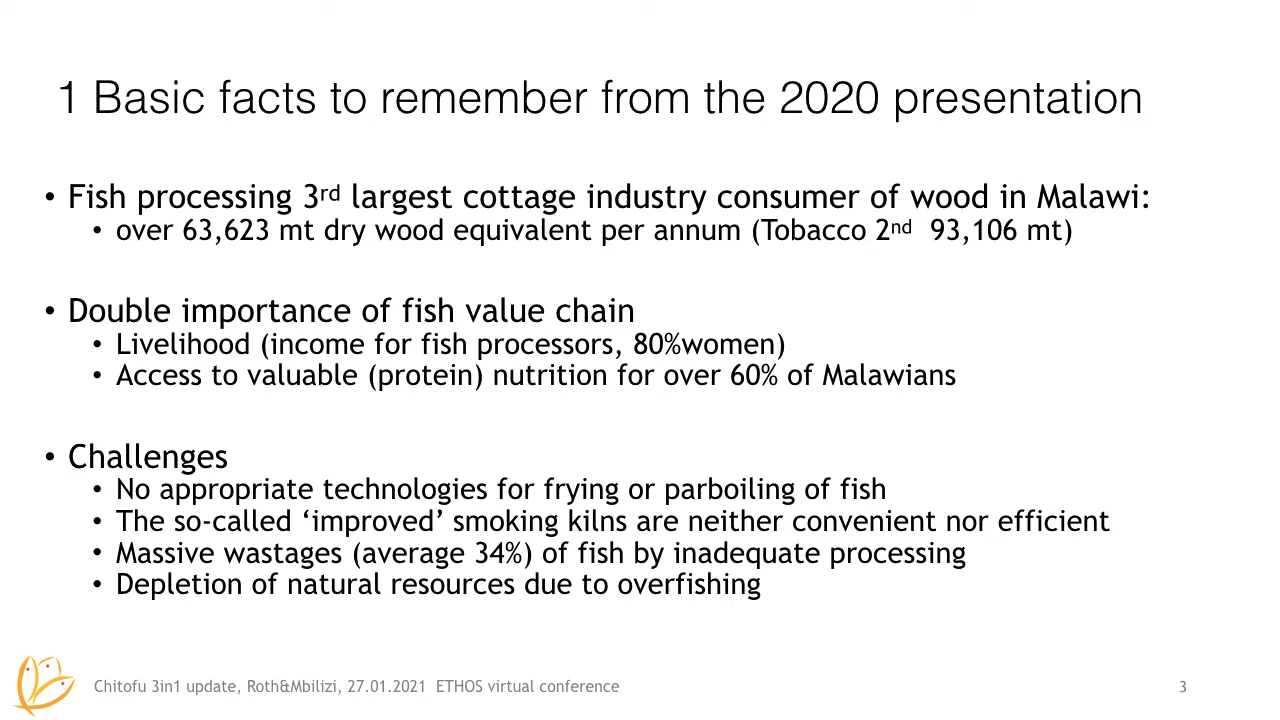 1 Basic facts to remember from the 2020 presentation
• Fish processing 3rd largest cottage industry consumer of wood in Malawi:
• over 63,623 mt dry wood equivalent per annum (Tobacco 2nd 93,106 mt)
• Double importance of fish value chain
• Livelihood (income for fish processors, 80%women)
• Access to valuable (protein) nutrition for over 60% of Malawians
• Challenges
• No appropriate technologies for frying or parboiling of fish
• The so-called ‘improved’ smoking kilns are neither convenient nor efficient
• Massive wastages (average 34%) of fish by inadequate processing
• Depletion of natural resources due to overfishing
Chitofu 3in1 update, Roth&Mbilizi, 27.01.2021 ETHOS virtual conference
3